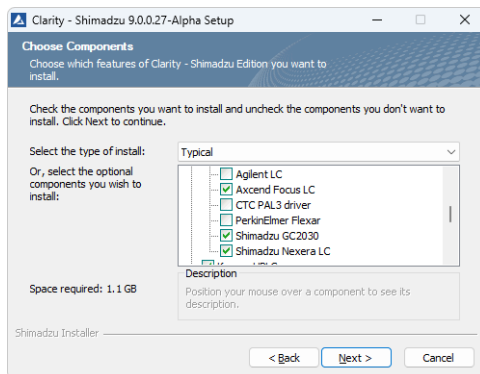 Clarity - Shimadzu 9.0.0.27-Alpha Setup
Choose Components
Choose which features of Clarity - Shimadzu Edition you want to
install.
Check the components you want to install and uncheck the components you don't want to
install. Click Next to continue.
Select the type of install:
Typical
Or, select the optional
components you wish to
install:
Agilent LC
Axcend Focus LC
CTC PAL3 driver
PerkinElmer Flexar
Shimadzu GC2030
Shimadzu Nexera LC
Space required: 1.1 GB
Description
Position your mouse over a component to see its
description.
Shimadzu Installer
< Back
Next >
Cancel